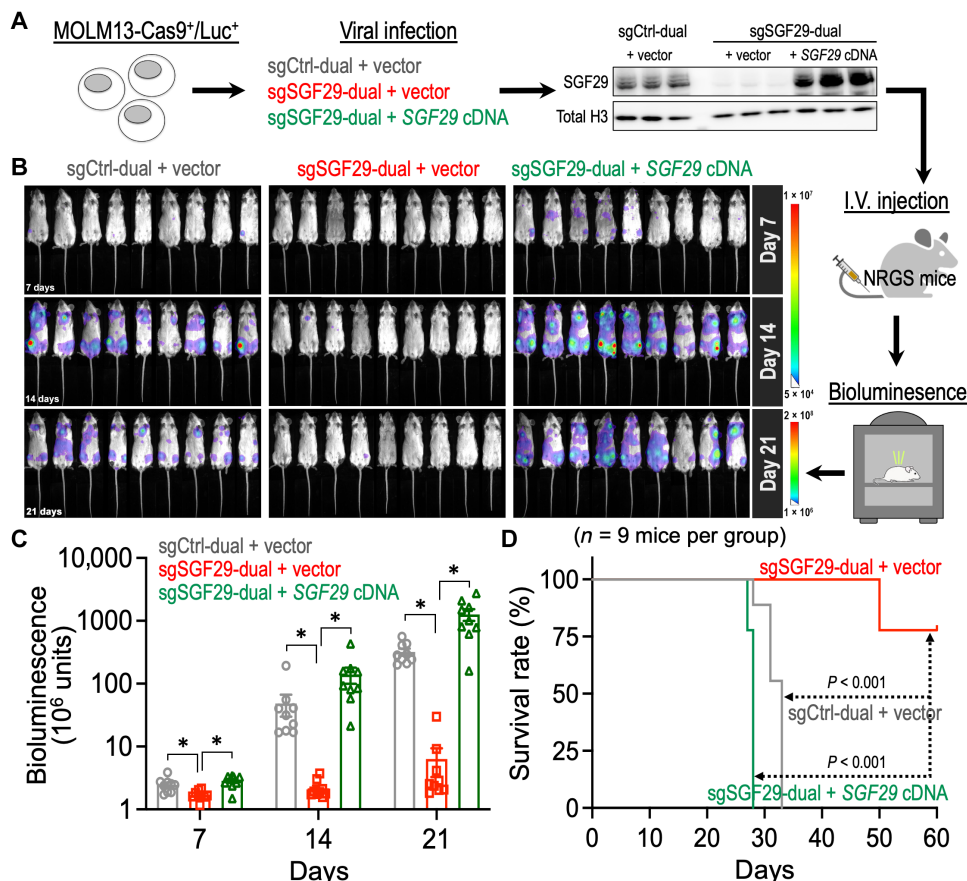 A
MOLM13-Cas9+/Luc+
Viral infection
sgCtrl-dual + vector
sgSGF29-dual + vector
sgSGF29-dual + SGF29 cDNA
sgCtrl-dual
sgSGF29-dual
+ vector
+ vector
+ SGF29 cDNA
SGF29
Total H3
I.V. injection
NRGS mice
Bioluminesence
B
sgCtrl-dual + vector
sgSGF29-dual + vector
sgSGF29-dual + SGF29 cDNA
7 days
Day 7
14 days
Day 14
21 days
Day 21
1 × 10⁷
5 × 10⁴
2 × 10⁸
1 × 10⁶
C
sgCtrl-dual + vector
sgSGF29-dual + vector
sgSGF29-dual + SGF29 cDNA
Bioluminescence
(10⁶ units)
10,000
1000
100
10
1
* * * * * *
7 14 21
Days
D
(n = 9 mice per group)
sgSGF29-dual + vector
P < 0.001
sgCtrl-dual + vector
P < 0.001
sgSGF29-dual + SGF29 cDNA
Survival rate (%)
100
75
50
25
0
0 10 20 30 40 50 60
Days